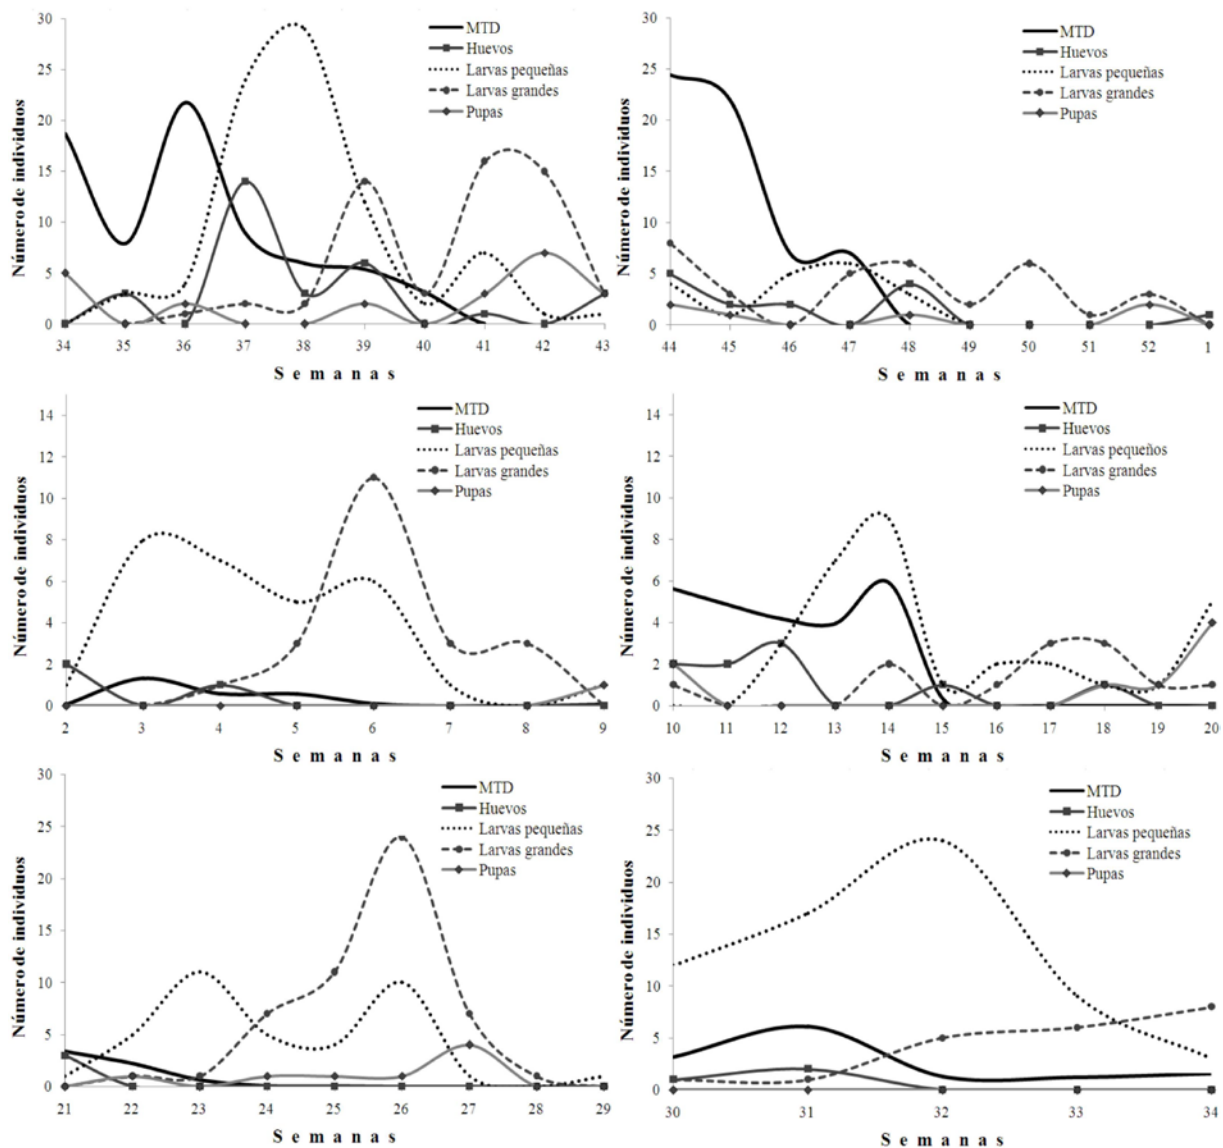 30
25
20
15
10
5
0
Número de individuos
MTD
Huevos
Larvas pequeñas
Larvas grandes
Pupas
34 35 36 37 38 39 40 41 42 43
Semanas
30
25
20
15
10
5
0
Número de individuos
MTD
Huevos
Larvas pequeñas
Larvas grandes
Pupas
44 45 46 47 48 49 50 51 52 1
Semanas
14
12
10
8
6
4
2
0
Número de individuos
MTD
Huevos
Larvas pequeñas
Larvas grandes
Pupas
2 3 4 5 6 7 8 9
Semanas
14
12
10
8
6
4
2
0
Número de individuos
MTD
Huevos
Larvas pequeños
Larvas grandes
Pupas
10 11 12 13 14 15 16 17 18 19 20
Semanas
30
25
20
15
10
5
0
Número de individuos
MTD
Huevos
Larvas pequeñas
Larvas grandes
Pupas
21 22 23 24 25 26 27 28 29
Semanas
30
25
20
15
10
5
0
Número de individuos
MTD
Huevos
Larvas pequeñas
Larvas grandes
Pupas
30 31 32 33 34
Semanas